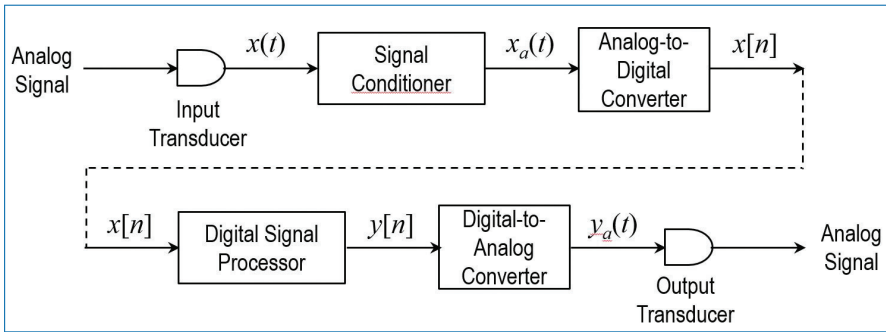 Analog
Signal
x(t)
Input
Transducer
Signal
Conditioner
xₐ(t)
Analog-to-
Digital
Converter
x[n]
x[n]
Digital Signal
Processor
y[n]
Digital-to-
Analog
Converter
yₐ(t)
Output
Transducer
Analog
Signal